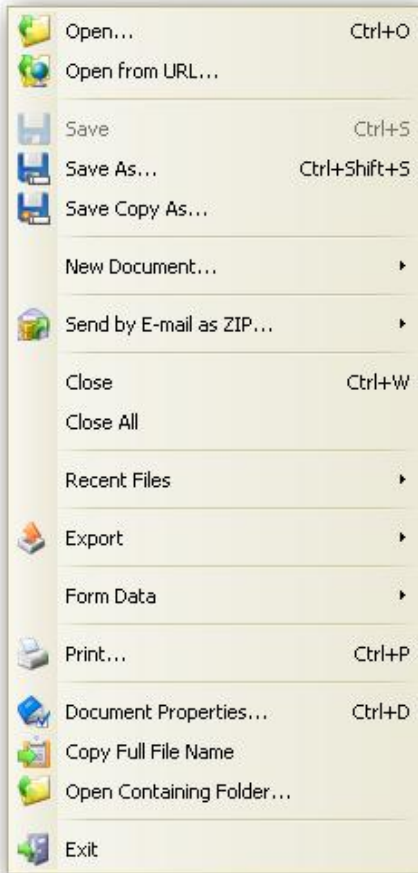 Open... Ctrl+O
Open from URL...
Save Ctrl+S
Save As... Ctrl+Shift+S
Save Copy As...
New Document...
Send by E-mail as ZIP...
Close Ctrl+W
Close All
Recent Files
Export
Form Data
Print... Ctrl+P
Document Properties... Ctrl+D
Copy Full File Name
Open Containing Folder...
Exit